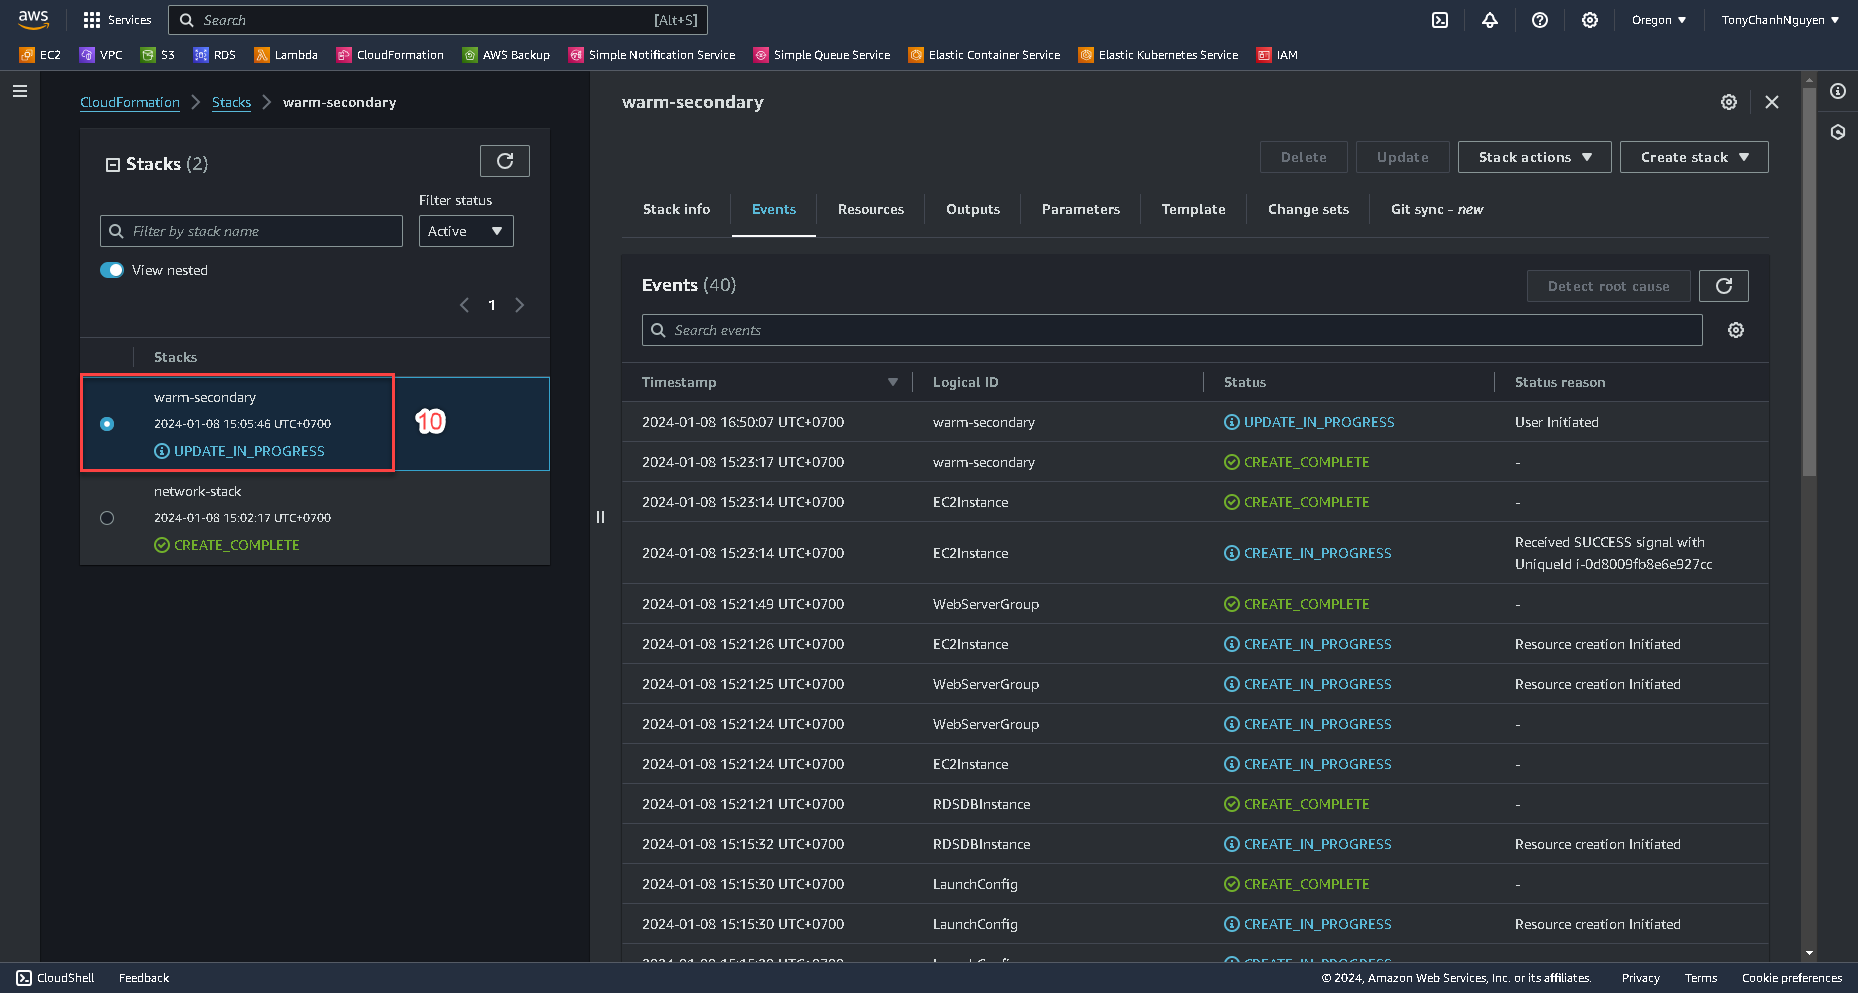 aws
Services
Search
[Alt+S]
Oregon
TonyChanhNguyen
EC2
VPC
S3
RDS
Lambda
CloudFormation
AWS Backup
Simple Notification Service
Simple Queue Service
Elastic Container Service
Elastic Kubernetes Service
IAM
CloudFormation
Stacks
warm-secondary
Stacks (2)
Filter status
Filter by stack name
Active
View nested
1
Stacks
warm-secondary
2024-01-08 15:05:46 UTC+0700
UPDATE_IN_PROGRESS
10
network-stack
2024-01-08 15:02:17 UTC+0700
CREATE_COMPLETE
warm-secondary
Delete
Update
Stack actions
Create stack
Stack info
Events
Resources
Outputs
Parameters
Template
Change sets
Git sync - new
Events (40)
Detect root cause
Search events
Timestamp Logical ID Status Status reason
2024-01-08 16:50:07 UTC+0700 warm-secondary UPDATE_IN_PROGRESS User Initiated
2024-01-08 15:23:17 UTC+0700 warm-secondary CREATE_COMPLETE -
2024-01-08 15:23:14 UTC+0700 EC2Instance CREATE_COMPLETE -
2024-01-08 15:23:14 UTC+0700 EC2Instance CREATE_IN_PROGRESS Received SUCCESS signal with
UniqueId i-0d8009fb8e6e927cc
2024-01-08 15:21:49 UTC+0700 WebServerGroup CREATE_COMPLETE -
2024-01-08 15:21:26 UTC+0700 EC2Instance CREATE_IN_PROGRESS Resource creation Initiated
2024-01-08 15:21:25 UTC+0700 WebServerGroup CREATE_IN_PROGRESS Resource creation Initiated
2024-01-08 15:21:24 UTC+0700 WebServerGroup CREATE_IN_PROGRESS -
2024-01-08 15:21:24 UTC+0700 EC2Instance CREATE_IN_PROGRESS -
2024-01-08 15:21:21 UTC+0700 RDSDBInstance CREATE_COMPLETE -
2024-01-08 15:15:32 UTC+0700 RDSDBInstance CREATE_IN_PROGRESS Resource creation Initiated
2024-01-08 15:15:30 UTC+0700 LaunchConfig CREATE_COMPLETE -
2024-01-08 15:15:30 UTC+0700 LaunchConfig CREATE_IN_PROGRESS Resource creation Initiated
CloudShell
Feedback
© 2024, Amazon Web Services, Inc. or its affiliates.
Privacy
Terms
Cookie preferences